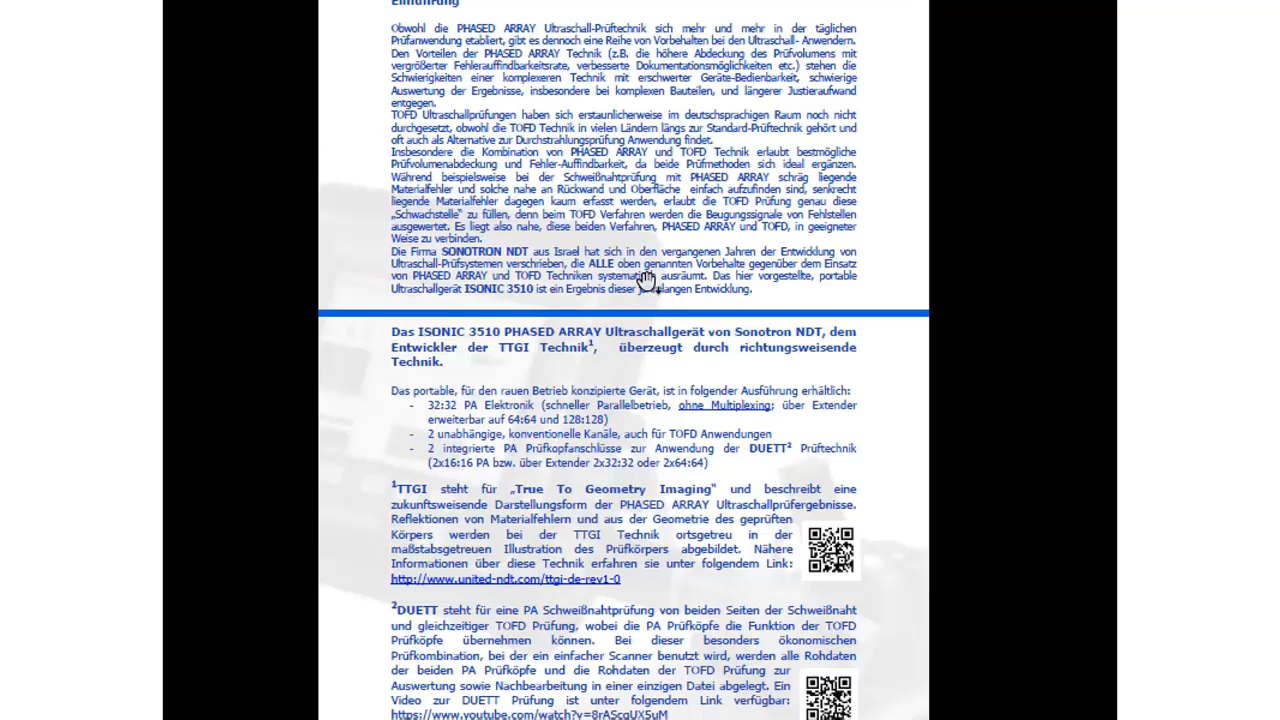 Einführung
Obwohl die PHASED ARRAY Ultraschall-Prüftechnik sich mehr und mehr in der täglichen
Prüfanwendung etabliert, gibt es dennoch eine Reihe von Vorbehalten bei den Ultraschall- Anwendern.
Den Vorteilen der PHASED ARRAY Technik (z.B. die höhere Abdeckung des Prüfvolumens mit
vergrößerter Fehlerauffindbarkeitsrate, verbesserte Dokumentationsmöglichkeiten etc.) stehen die
Schwierigkeiten einer komplexeren Technik mit erschwerter Geräte-Bedienbarkeit, schwierige
Auswertung der Ergebnisse, insbesondere bei komplexen Bauteilen, und längerer Justieraufwand
entgegen.
TOFD Ultraschallprüfungen haben sich erstaunlicherweise im deutschsprachigen Raum noch nicht
durchgesetzt, obwohl die TOFD Technik in vielen Ländern längs zur Standard-Prüftechnik gehört und
oft auch als Alternative zur Durchstrahlungsprüfung Anwendung findet.
Insbesondere die Kombination von PHASED ARRAY und TOFD Technik erlaubt bestmögliche
Prüfvolumenabdeckung und Fehler-Auffindbarkeit, da beide Prüfmethoden sich ideal ergänzen.
Während beispielsweise bei der Schweißnahtprüfung mit PHASED ARRAY schräg liegende
Materialfehler und solche nahe an Rückwand und Oberfläche einfach aufzufinden sind, senkrecht
liegende Materialfehler dagegen kaum erfasst werden, erlaubt die TOFD Prüfung genau diese
„Schwachstelle“ zu füllen, denn beim TOFD Verfahren werden die Beugungssignale von Fehlstellen
ausgewertet. Es liegt also nahe, diese beiden Verfahren, PHASED ARRAY und TOFD, in geeigneter
Weise zu verbinden.
Die Firma SONOTRON NDT aus Israel hat sich in den vergangenen Jahren der Entwicklung von
Ultraschall-Prüfsystemen verschrieben, die ALLE oben genannten Vorbehalte gegenüber dem Einsatz
von PHASED ARRAY und TOFD Techniken ausräumt. Das hier vorgestellte, portable
Ultraschallgerät ISONIC 3510 ist ein Ergebnis dieser Entwicklung.
Das ISONIC 3510 PHASED ARRAY Ultraschallgerät von Sonotron NDT, dem
Entwickler der TTGI Technik¹, überzeugt durch richtungsweisende
Technik.
Das portable, für den rauen Betrieb konzipierte Gerät, ist in folgender Ausführung erhältlich:
- 32:32 PA Elektronik (schneller Parallelbetrieb, ohne Multiplexing; über Extender
erweiterbar auf 64:64 und 128:128)
- 2 unabhängige, konventionelle Kanäle, auch für TOFD Anwendungen
- 2 integrierte PA Prüfkopfanschlüsse zur Anwendung der DUETT² Prüftechnik
(2x16:16 PA bzw. über Extender 2x32:32 oder 2x64:64)
¹TTGI steht für „True To Geometry Imaging“ und beschreibt eine
zukunftsweisende Darstellungsform der PHASED ARRAY Ultraschallprüfergebnisse.
Reflektionen von Materialfehlern und aus der Geometrie des geprüften
Körpers werden bei der TTGI Technik ortsgetreu in der
maßstabsgetreuen Illustration des Prüfkörpers abgebildet. Nähere
Informationen über diese Technik erfahren sie unter folgendem Link:
http://www.united-ndt.com/ttgi-de-rev1-0
²DUETT steht für eine PA Schweißnahtprüfung von beiden Seiten der Schweißnaht
und gleichzeitiger TOFD Prüfung, wobei die PA Prüfköpfe die Funktion der TOFD
Prüfköpfe übernehmen können. Bei dieser besonders ökonomischen
Prüfkombination, bei der ein einfacher Scanner benutzt wird, werden alle Rohdaten
der beiden PA Prüfköpfe und die Rohdaten der TOFD Prüfung zur
Auswertung sowie Nachbearbeitung in einer einzigen Datei abgelegt. Ein
Video zur DUETT Prüfung ist unter folgendem Link verfügbar:
https://www.youtube.com/watch?v=8rAScqUX5uM